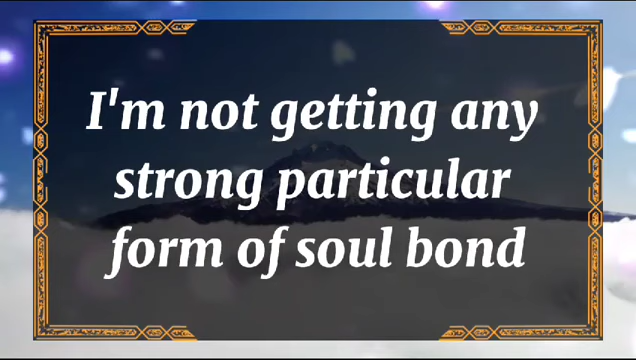 I'm not getting any
strong particular
form of soul bond